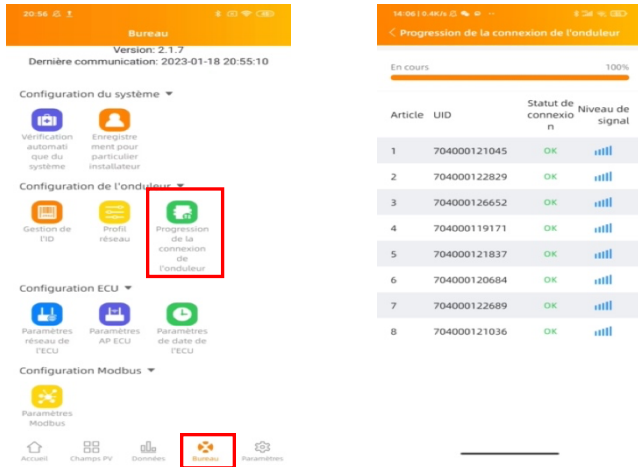 20:56
Bureau
Version: 2.1.7
Dernière communication: 2023-01-18 20:55:10
Configuration du système ▼
Vérification
automati
que du
système
Enregistre
ment pour
particulier
installateur
Configuration de l'onduleur ▼
Gestion de
l'ID
Profil
réseau
Progression
de la
connexion
de
l'onduleur
Configuration ECU ▼
Paramètres
réseau de
l'ECU
Paramètres
AP ECU
Paramètres
de date de
l'ECU
Configuration Modbus ▼
Paramètres
Modbus
Accueil
Champs PV
Données
Bureau
Paramètres
14:06 | 0.4K/s
< Progression de la connexion de l'onduleur
En cours 100%
Article UID Statut de connexio n Niveau de signal
1 704000121045 OK
2 704000122829 OK
3 704000126652 OK
4 704000119171 OK
5 704000121837 OK
6 704000120684 OK
7 704000122689 OK
8 704000121036 OK